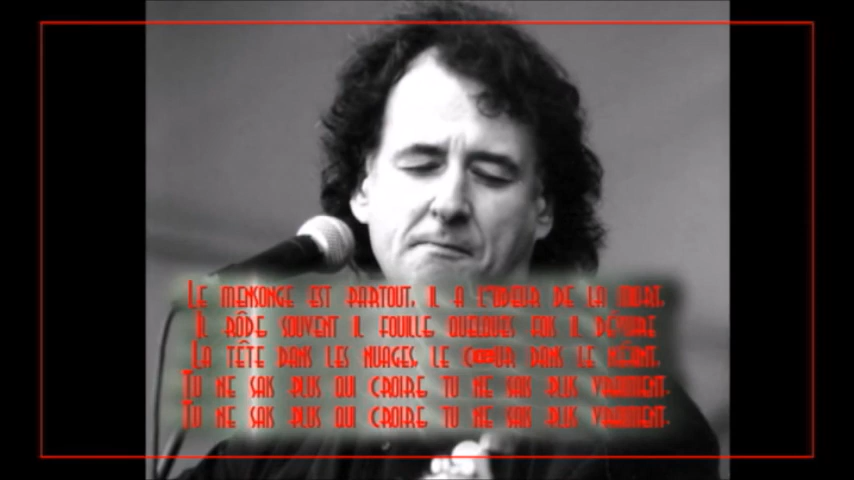 Le mensonge est partout, il a l'odeur de la mort.
Il rôde souvent il fouille quelques fois il dévore
La tête dans les nuages, le cœur dans le néant.
Tu ne sais plus qui croire tu ne sais plus vraiment.
Tu ne sais plus qui croire tu ne sais plus vraiment.